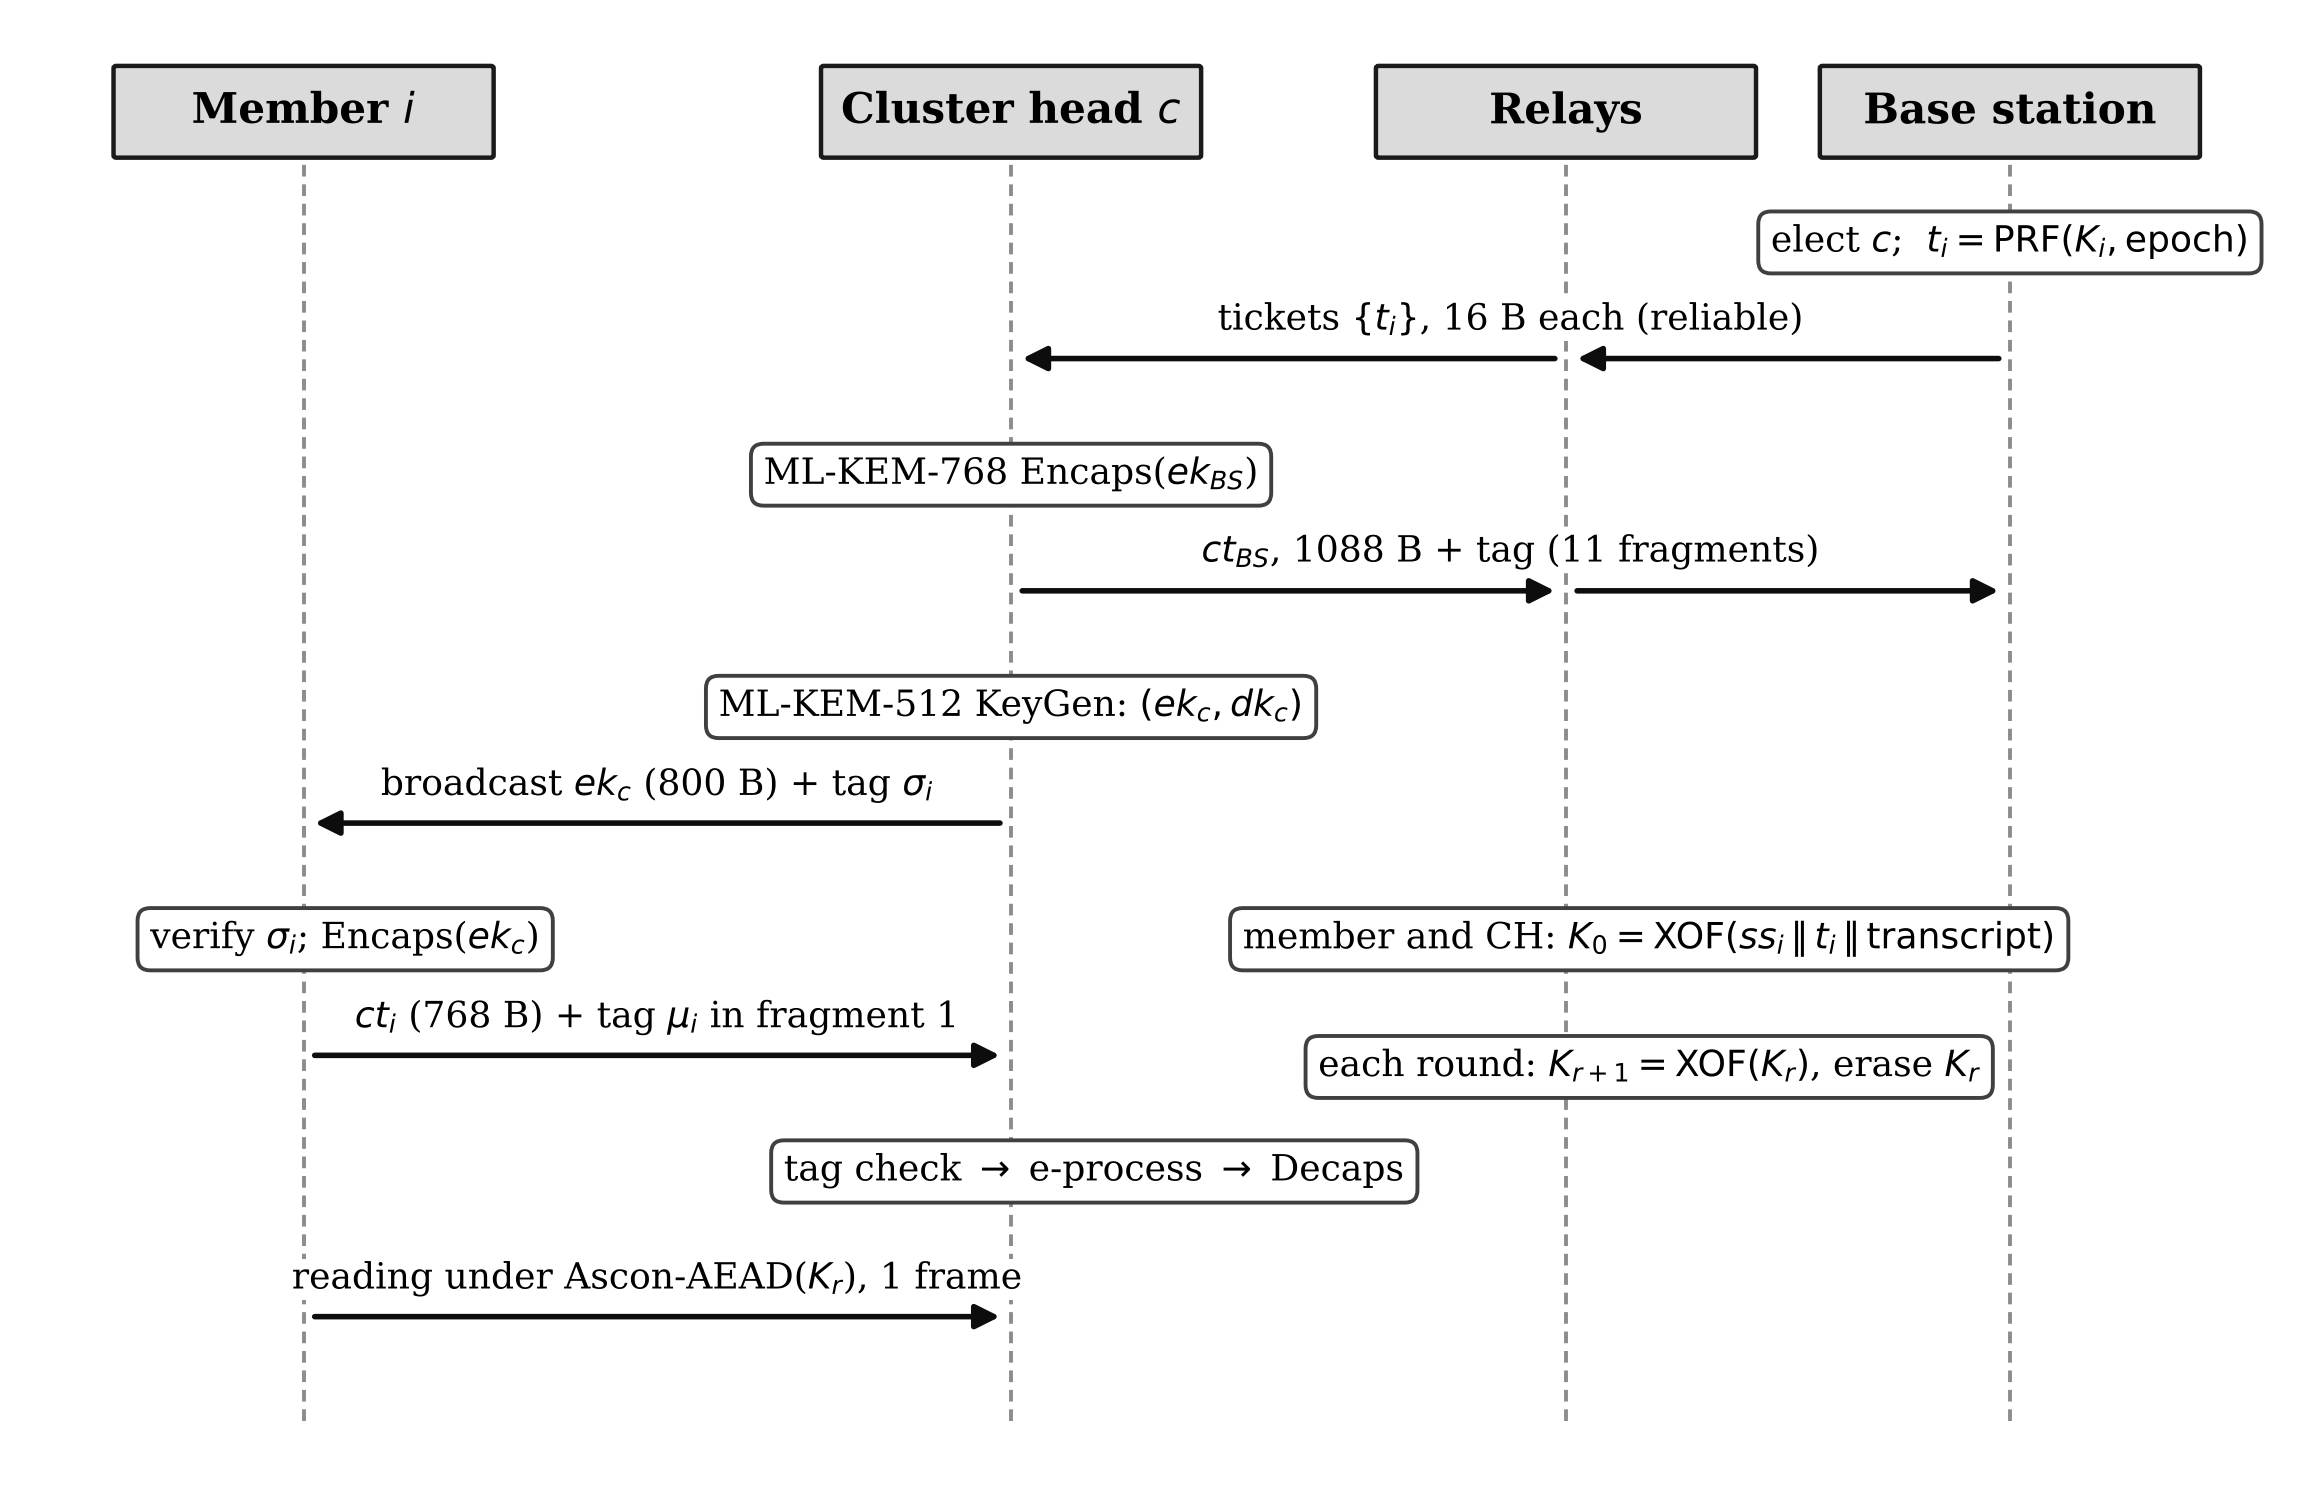 Member i
Cluster head c
Relays
Base station
elect c; t_i = PRF(K_i, epoch)
tickets {t_i}, 16 B each (reliable)
ML-KEM-768 Encaps(ek_BS)
ct_BS, 1088 B + tag (11 fragments)
ML-KEM-512 KeyGen: (ek_c, dk_c)
broadcast ek_c (800 B) + tag σ_i
verify σ_i; Encaps(ek_c)
member and CH: K_0 = XOF(ss_i ∥ t_i ∥ transcript)
ct_i (768 B) + tag μ_i in fragment 1
each round: K_{r+1} = XOF(K_r), erase K_r
tag check → e-process → Decaps
reading under Ascon-AEAD(K_r), 1 frame